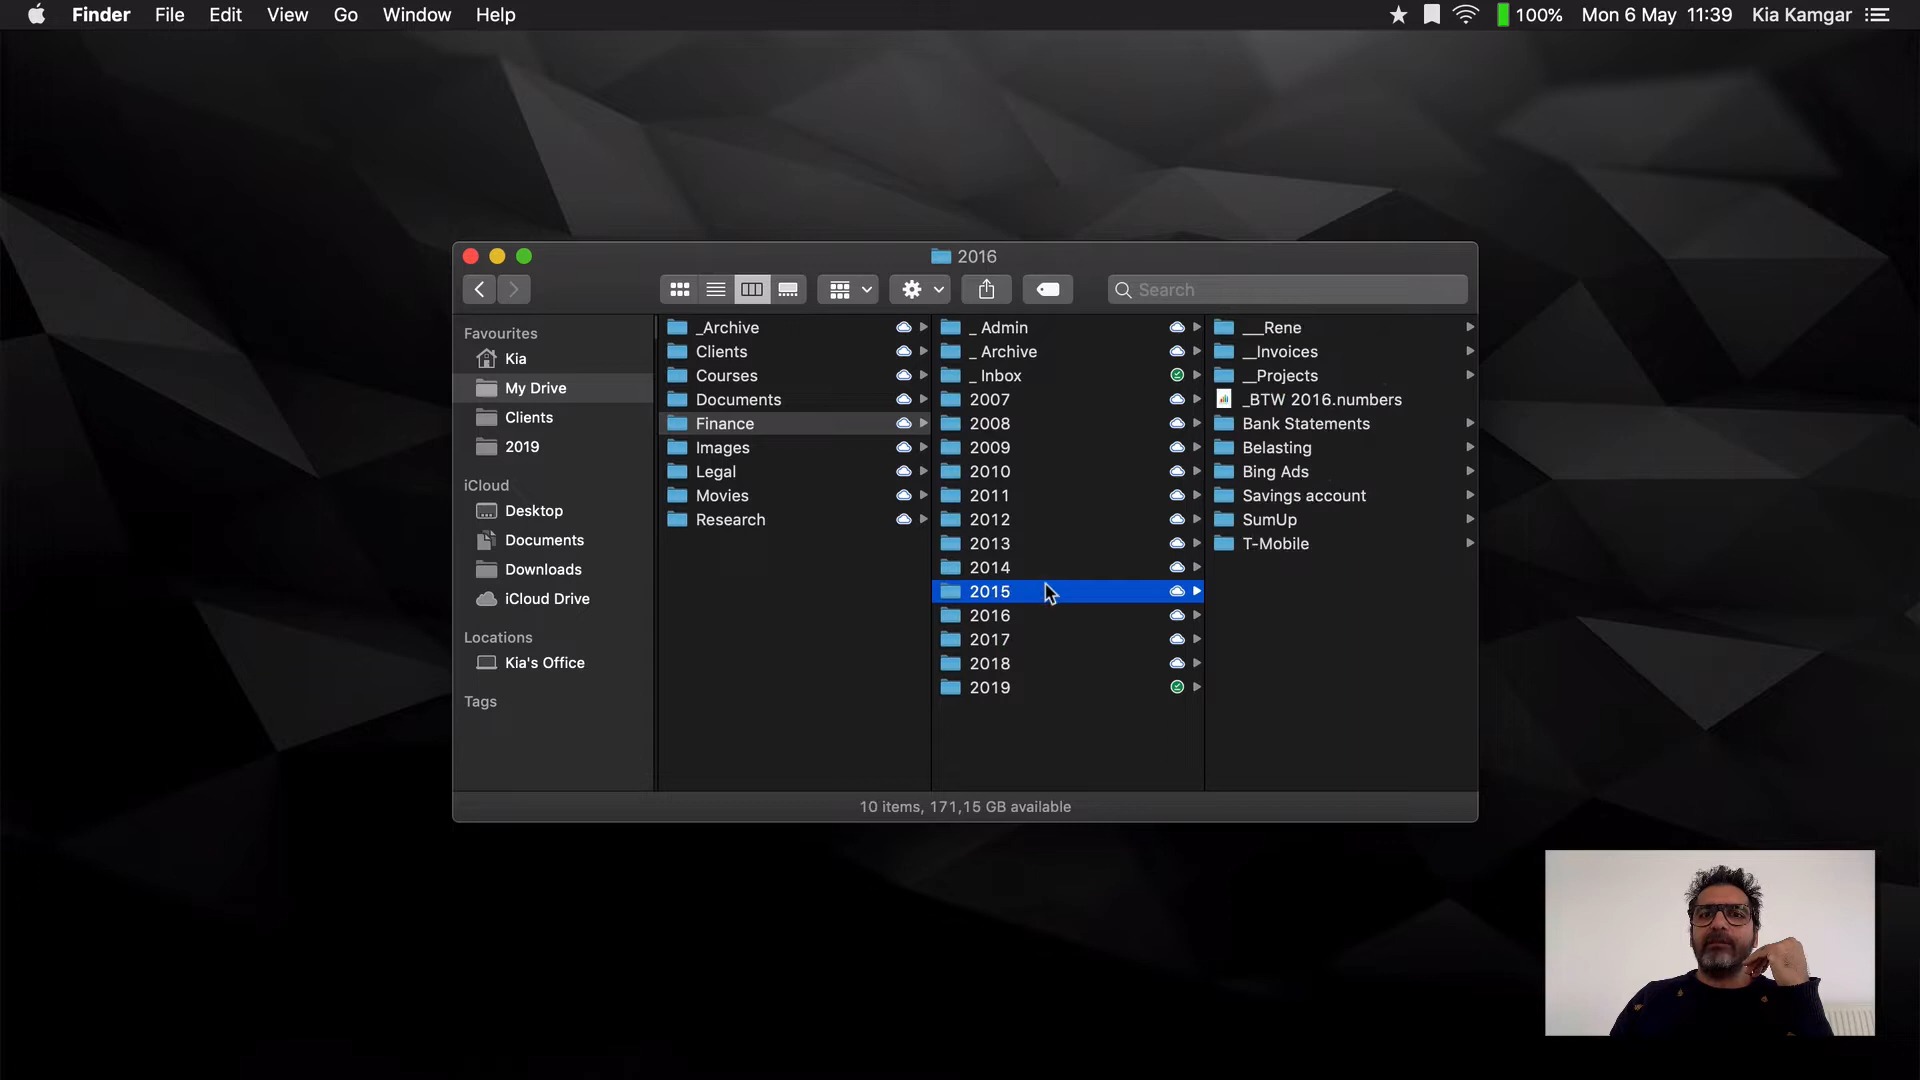 Finder File Edit View Go Window Help 100% Mon 6 May 11:39 Kia Kamgar
2016
Search
Favourites
Kia
My Drive
Clients
2019
iCloud
Desktop
Documents
Downloads
iCloud Drive
Locations
Kia's Office
Tags
_Archive
Clients
Courses
Documents
Finance
Images
Legal
Movies
Research
_ Admin
_ Archive
_ Inbox
2007
2008
2009
2010
2011
2012
2013
2014
2015
2016
2017
2018
2019
___Rene
__Invoices
__Projects
_BTW 2016.numbers
Bank Statements
Belasting
Bing Ads
Savings account
SumUp
T-Mobile
10 items, 171,15 GB available